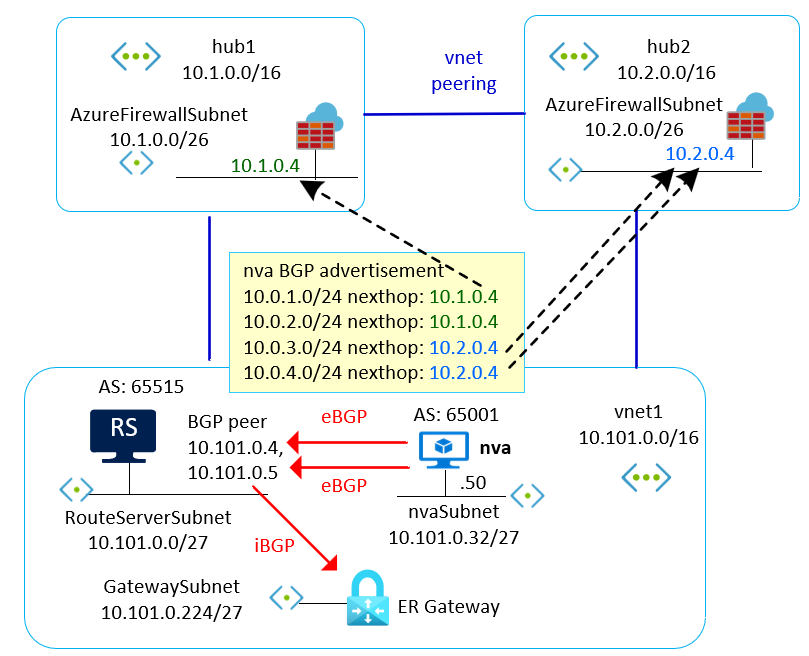 hub1
10.1.0.0/16
AzureFirewallSubnet
10.1.0.0/26
10.1.0.4
vnet
peering
hub2
10.2.0.0/16
AzureFirewallSubnet
10.2.0.0/26
10.2.0.4
nva BGP advertisement
10.0.1.0/24 nexthop: 10.1.0.4
10.0.2.0/24 nexthop: 10.1.0.4
10.0.3.0/24 nexthop: 10.2.0.4
10.0.4.0/24 nexthop: 10.2.0.4
AS: 65515
RS
BGP peer
10.101.0.4,
10.101.0.5
eBGP
eBGP
AS: 65001
nva
.50
nvaSubnet
10.101.0.32/27
vnet1
10.101.0.0/16
RouteServerSubnet
10.101.0.0/27
iBGP
GatewaySubnet
10.101.0.224/27
ER Gateway